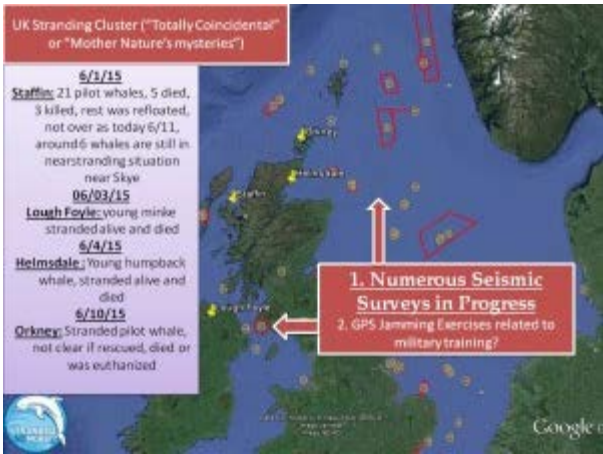 UK Stranding Cluster ("Totally Coincidental"
or "Mother Nature's mysteries")
6/1/15
Staffin: 21 pilot whales, 5 died,
3 killed, rest was refloated,
not over as today 6/11,
around 6 whales are still in
nearstranding situation
near Skye
06/03/15
Lough Foyle: young minke
stranded alive and died
6/4/15
Helmsdale : Young humpback
whale, stranded alive and
died
6/10/15
Orkney: Stranded pilot whale,
not clear if rescued, died or
was euthanized
Orkney
Helmsdale
Staffin
Lough Foyle
1. Numerous Seismic
Surveys in Progress
2. GPS Jamming Exercises related to
military training?
Google